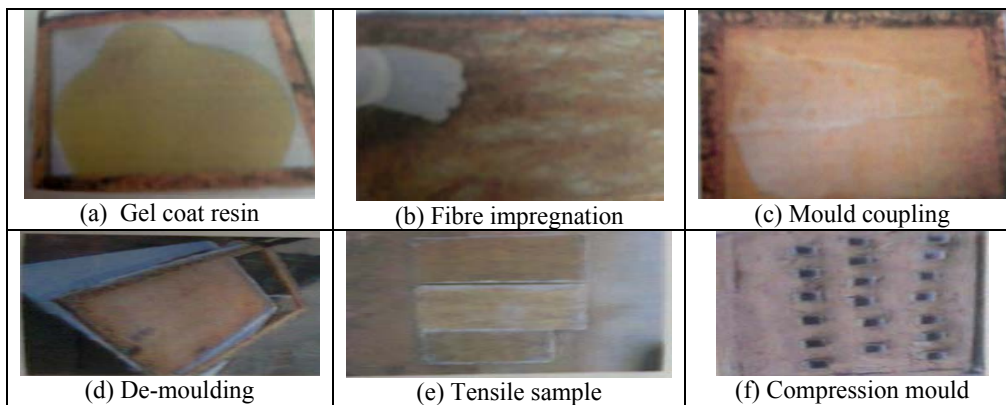 (a) Gel coat resin
(b) Fibre impregnation
(c) Mould coupling
(d) De-moulding
(e) Tensile sample
(f) Compression mould